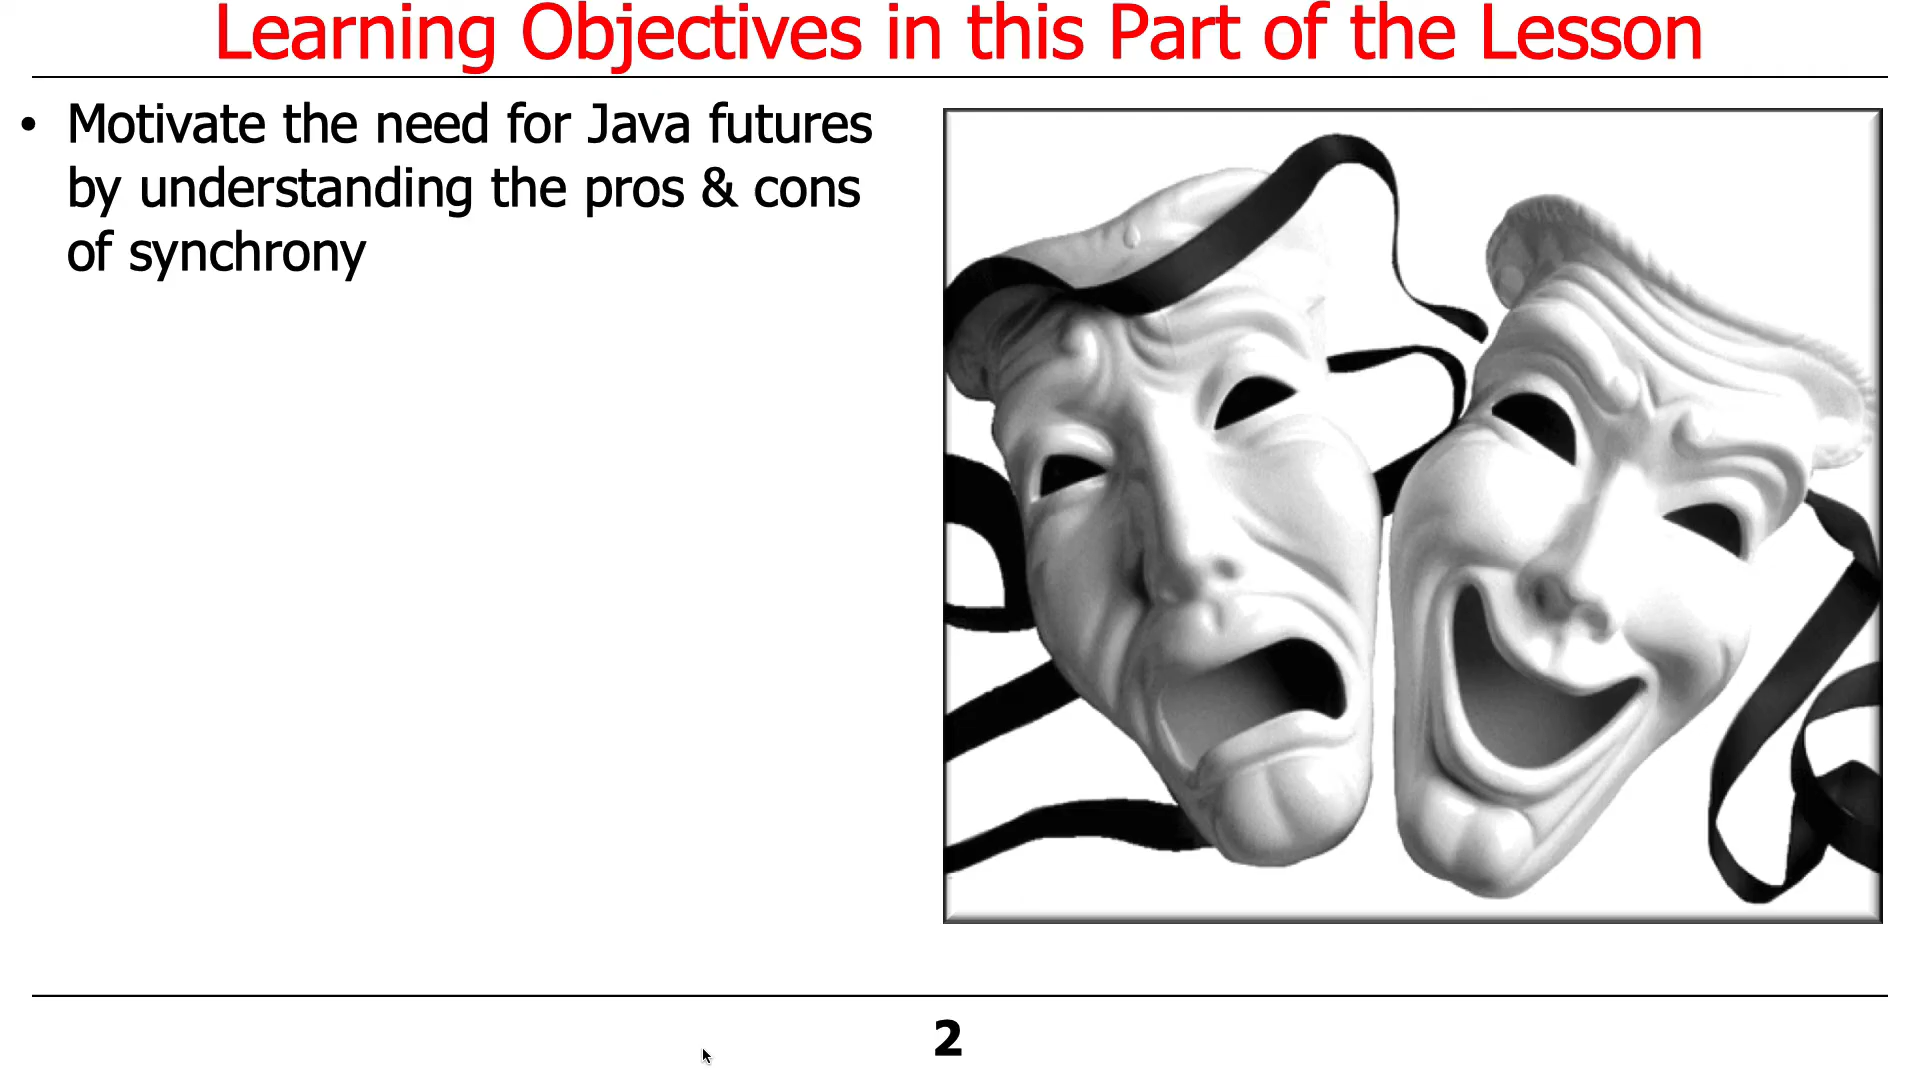 Learning Objectives in this Part of the Lesson
• Motivate the need for Java futures
by understanding the pros & cons
of synchrony
2